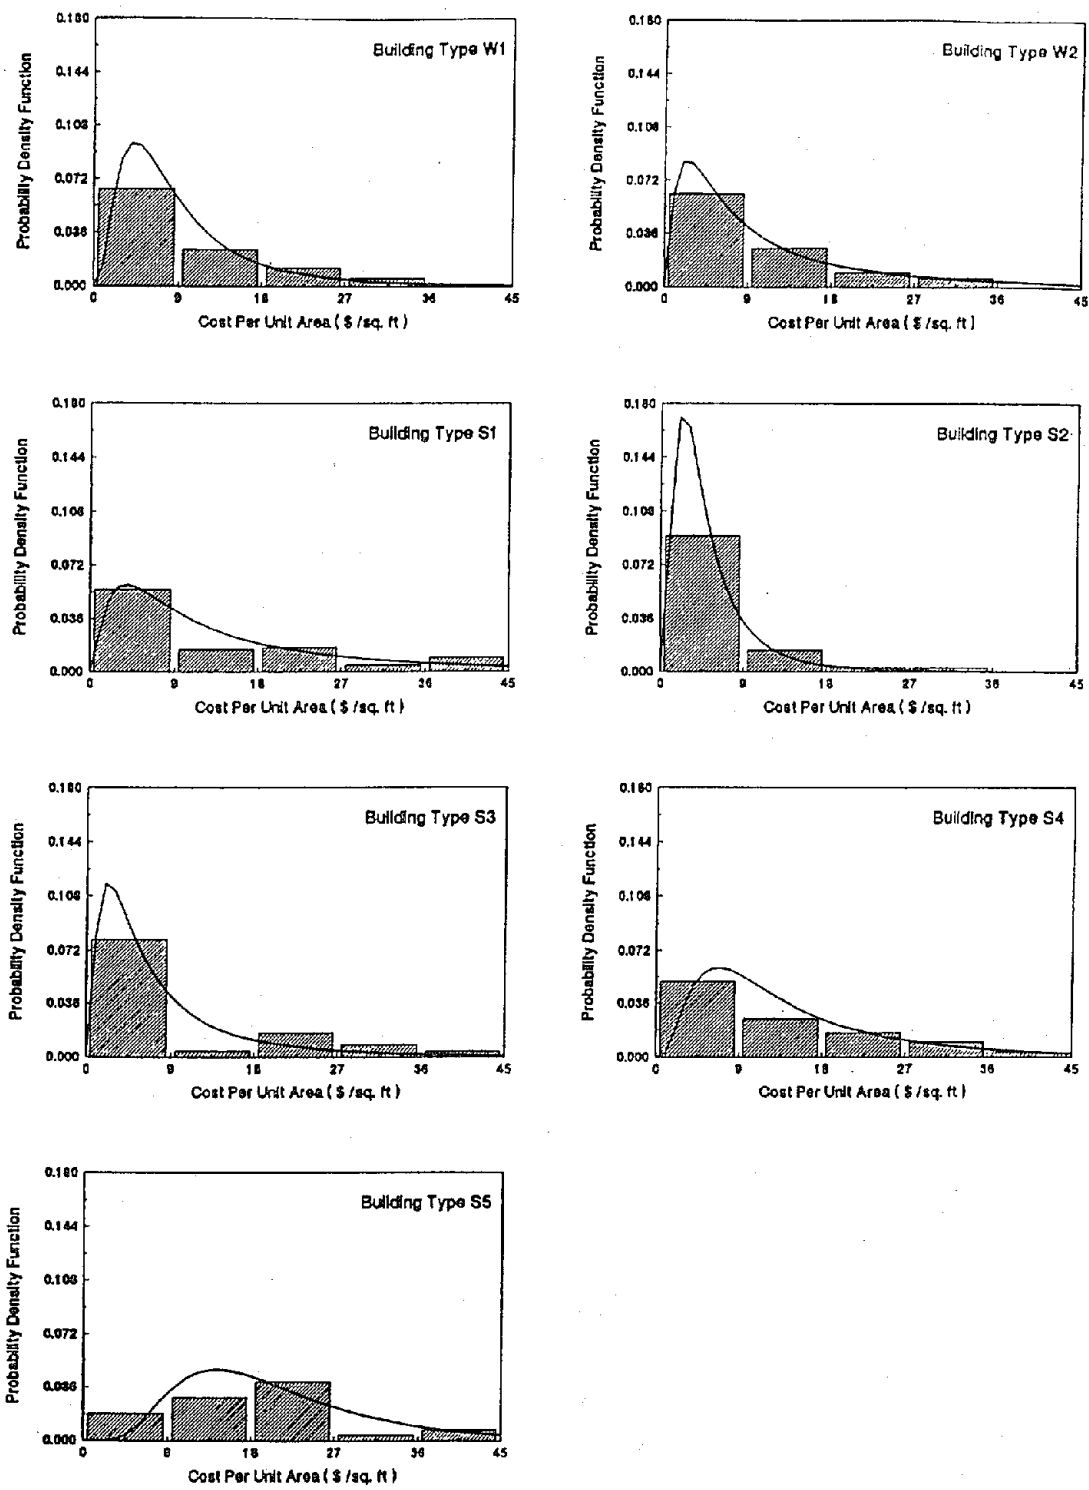 Building Type W1
Probability Density Function
0.180
0.144
0.108
0.072
0.036
0.000
0 9 18 27 36 45
Cost Per Unit Area ( $ /sq. ft )
Building Type W2
Probability Density Function
0.180
0.144
0.108
0.072
0.036
0.000
0 9 18 27 36 45
Cost Per Unit Area ( $ /sq. ft )
Building Type S1
Probability Density Function
0.180
0.144
0.108
0.072
0.036
0.000
0 9 18 27 36 45
Cost Per Unit Area ( $ /sq. ft )
Building Type S2
Probability Density Function
0.180
0.144
0.108
0.072
0.036
0.000
0 9 18 27 36 45
Cost Per Unit Area ( $ /sq. ft )
Building Type S3
Probability Density Function
0.180
0.144
0.108
0.072
0.036
0.000
0 9 18 27 36 45
Cost Per Unit Area ( $ /sq. ft )
Building Type S4
Probability Density Function
0.180
0.144
0.108
0.072
0.036
0.000
0 9 18 27 36 45
Cost Per Unit Area ( $ /sq. ft )
Building Type S5
Probability Density Function
0.180
0.144
0.108
0.072
0.036
0.000
0 9 18 27 36 45
Cost Per Unit Area ( $ /sq. ft )